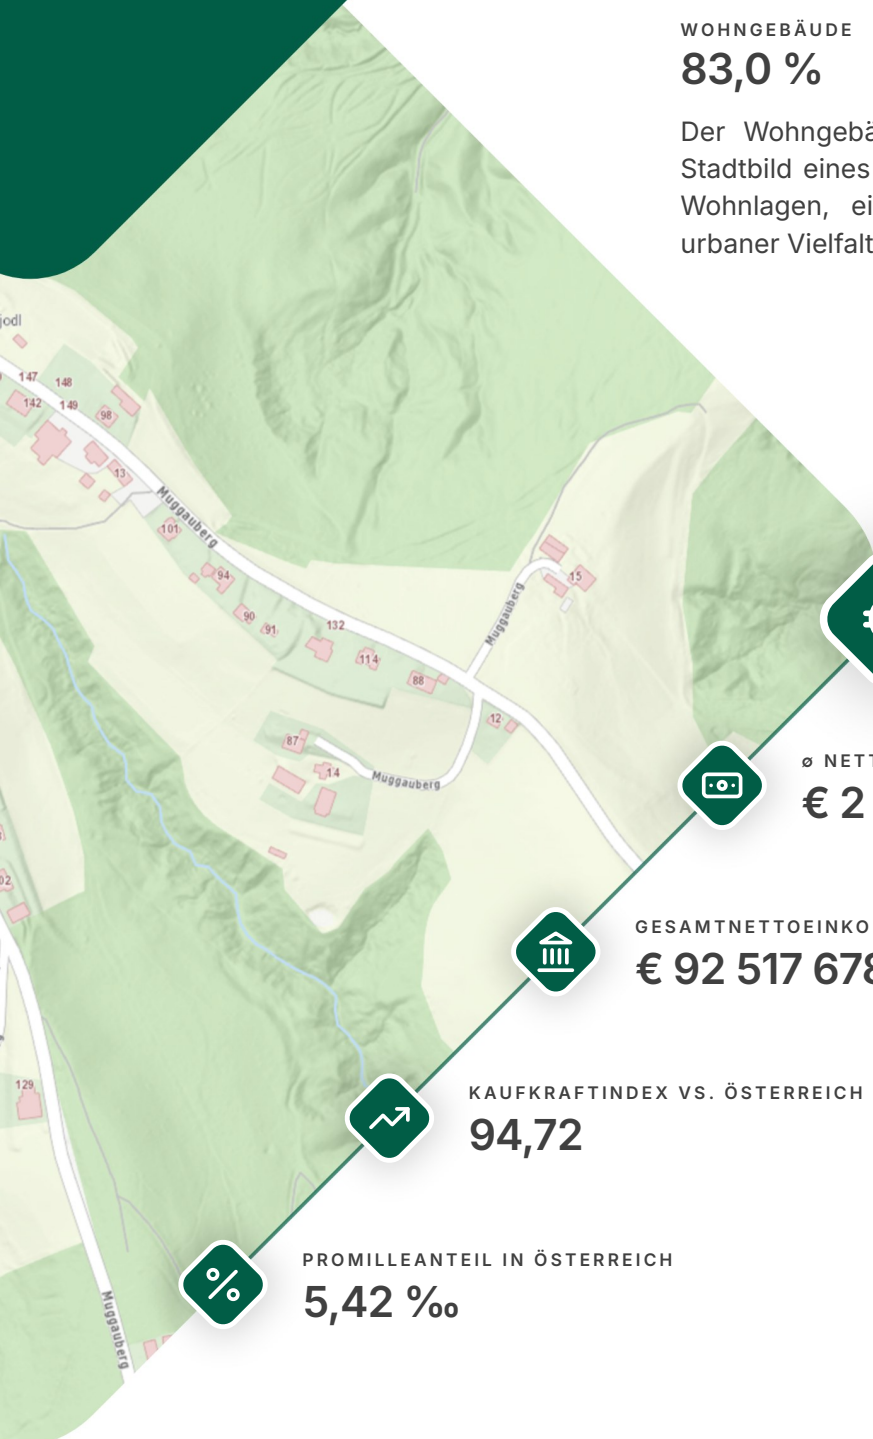 WOHNGEBÄUDE
83,0 %
Der Wohngebä
Stadtbild eines
Wohnlagen, ei
urbaner Vielfalt
jodl
147
148
142
149
98
13
Muggauberg
101
94
90
91
132
114
88
15
Muggauberg
12
87
14
Muggauberg
ø NETT
€ 2
02
GESAMTNETTOEINKO
€ 92 517 678
129
KAUFKRAFTINDEX VS. ÖSTERREICH
94,72
PROMILLEANTEIL IN ÖSTERREICH
5,42 ‰
Muggauberg